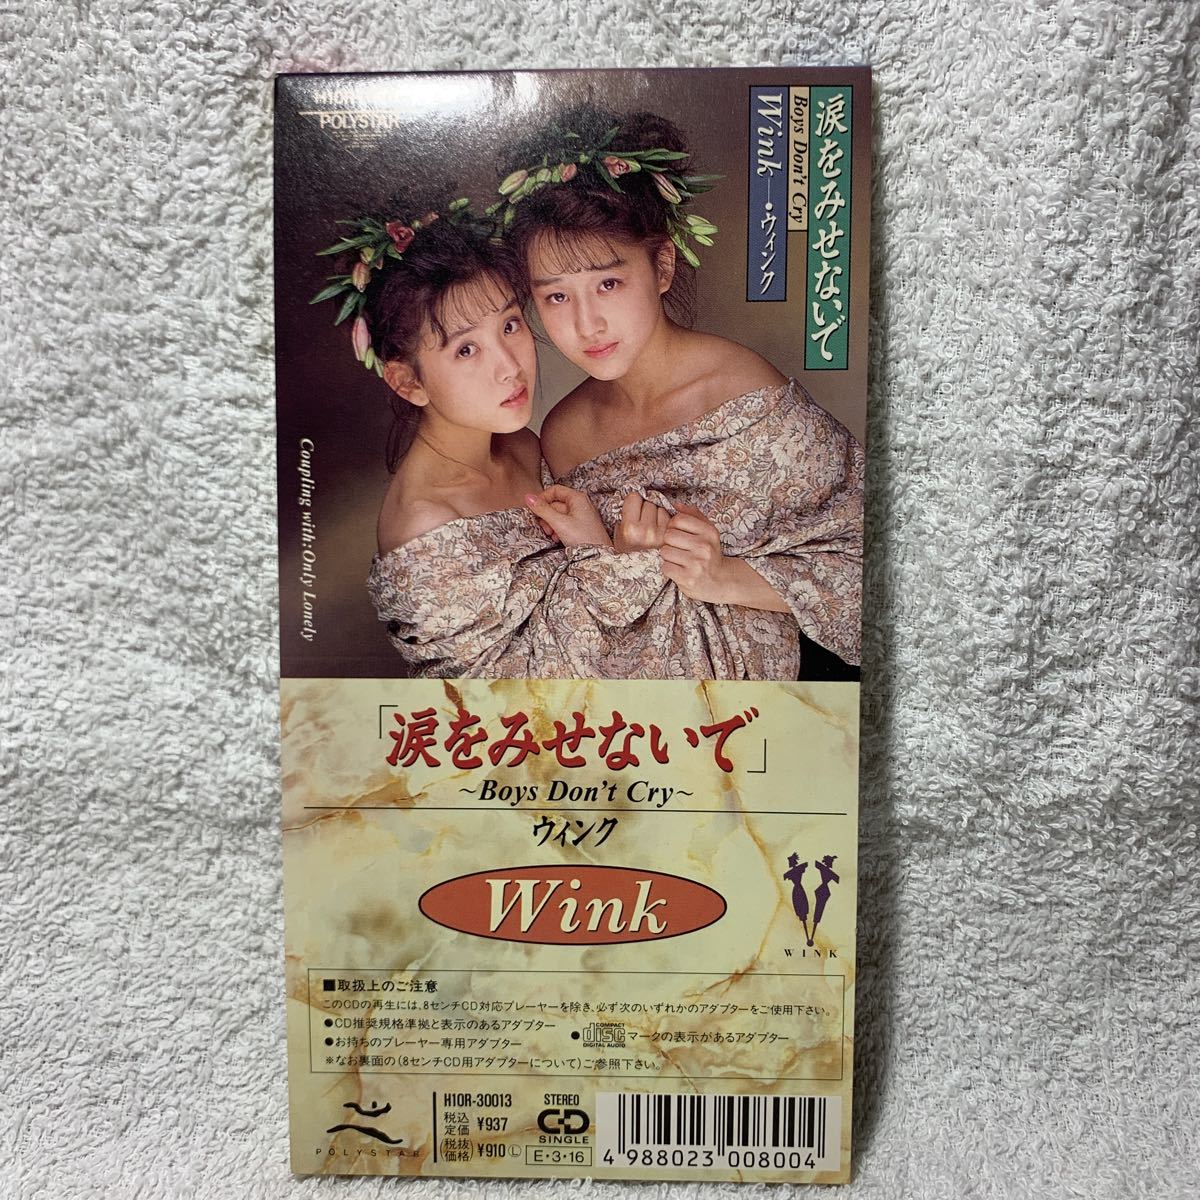 POLYSTAR
涙をみせないで
Boys Don't Cry
Wink──●ウィンク
Coupling with:Only Lonely
「涙をみせないで」
~Boys Don't Cry~
ウィンク
Wink
WINK
■取扱上のご注意
このCDの再生には、8センチCD対応プレーヤーを除き、必ず次のいずれかのアダプターをご使用下さい。
●CD推奨規格準拠と表示のあるアダプター
●COMPACT disc DIGITAL AUDIO マークの表示があるアダプター
●お持ちのプレーヤー専用アダプター
※なお裏面の(8センチCD用アダプターについて)ご参照下さい。
POLYSTAR
H10R-30013
税込定価 ¥937
(税抜価格) ¥910 Ⓛ
STEREO
CD
SINGLE
E・3・16
4 988023 008004